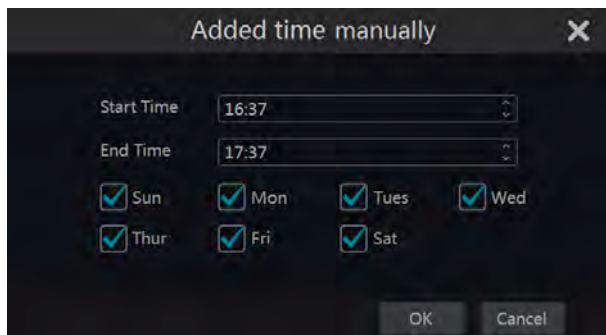 Added time manually
Start Time 16:37
End Time 17:37
Sun Mon Tues Wed
Thur Fri Sat
OK Cancel